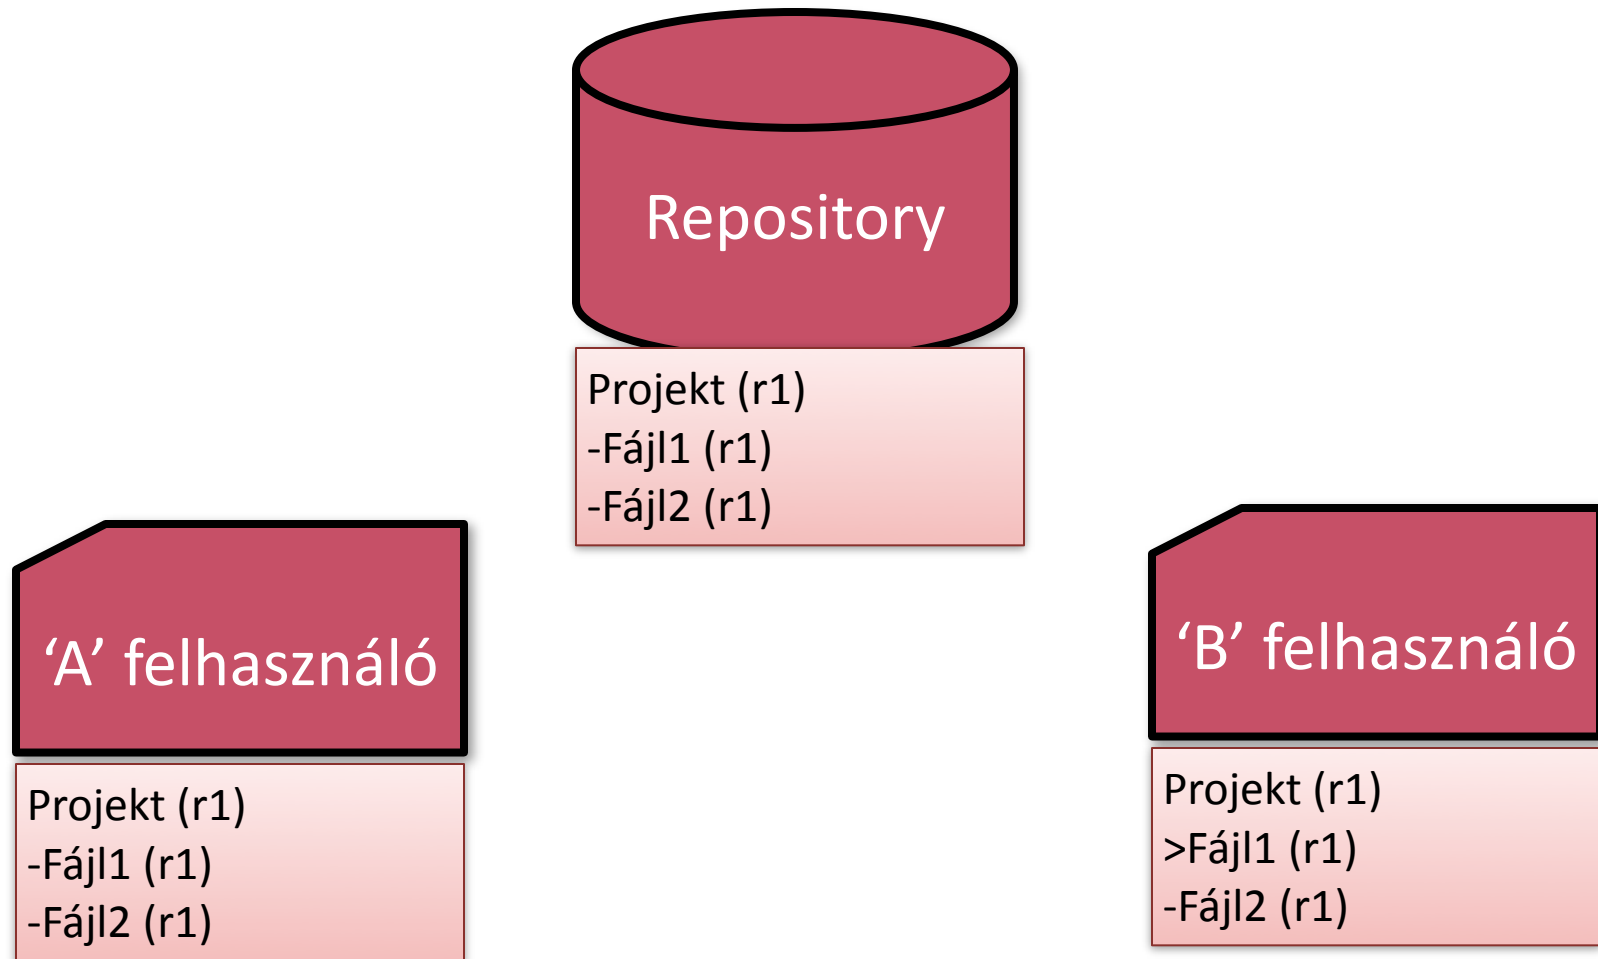 Repository
Projekt (r1)
-Fájl1 (r1)
-Fájl2 (r1)
‘A’ felhasználó
Projekt (r1)
-Fájl1 (r1)
-Fájl2 (r1)
‘B’ felhasználó
Projekt (r1)
>Fájl1 (r1)
-Fájl2 (r1)